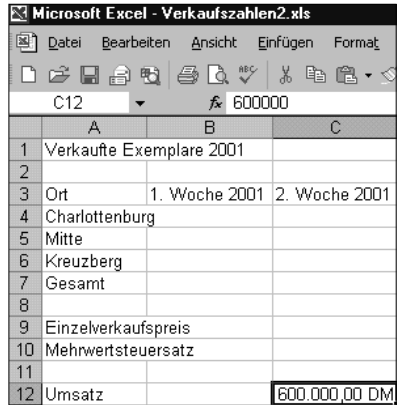 Microsoft Excel - Verkaufszahlen2.xls
Datei Bearbeiten Ansicht Einfügen Format
ABC
C12 fx 600000
A B C
1 Verkaufte Exemplare 2001
2
3 Ort 1. Woche 2001 2. Woche 2001
4 Charlottenburg
5 Mitte
6 Kreuzberg
7 Gesamt
8
9 Einzelverkaufspreis
10 Mehrwertsteuersatz
11
12 Umsatz 600.000,00 DM